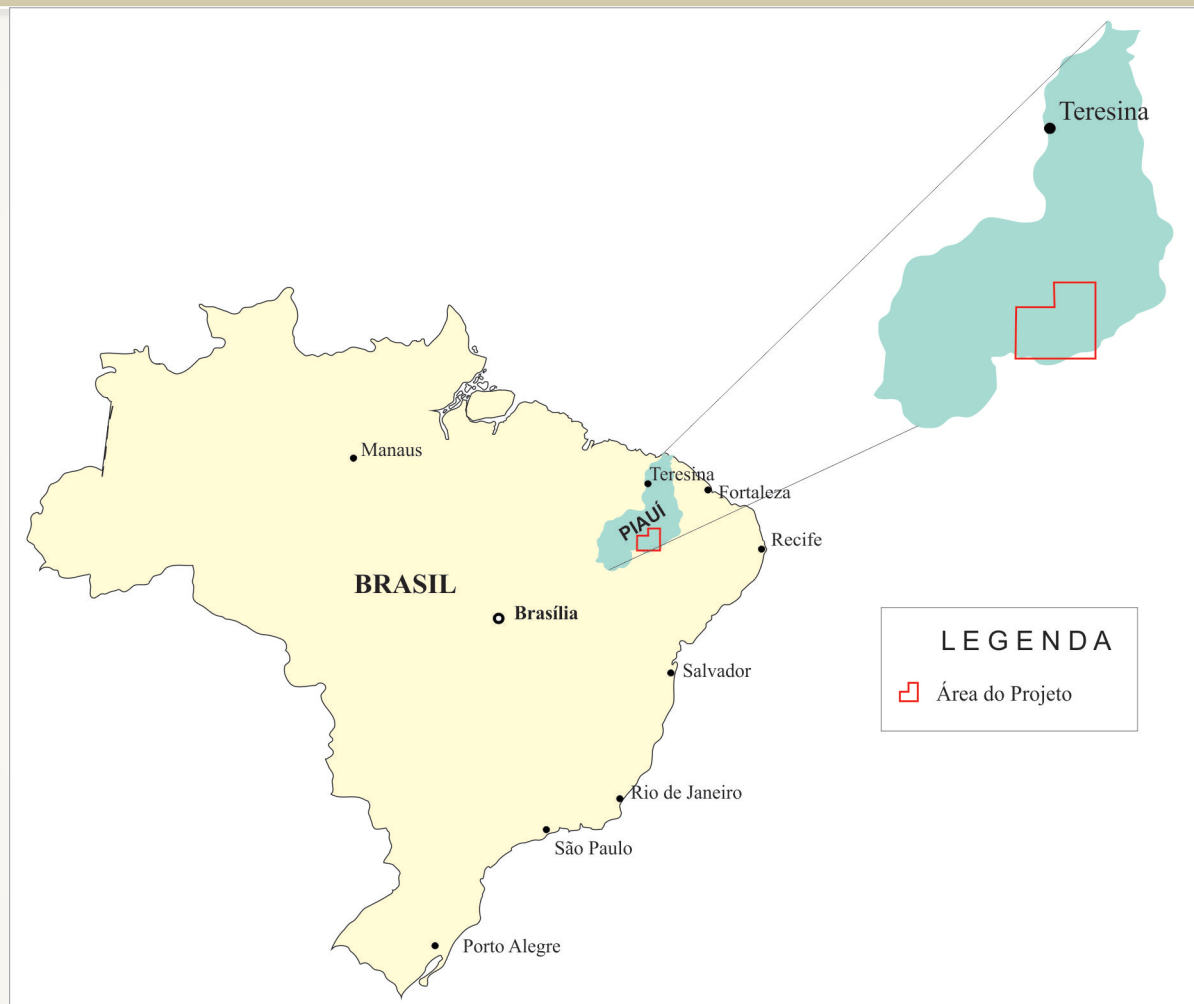 Teresina
Manaus
Teresina
Fortaleza
PIAUÍ
Recife
BRASIL
Brasília
LEGENDA
Salvador
Área do Projeto
Rio de Janeiro
São Paulo
Porto Alegre